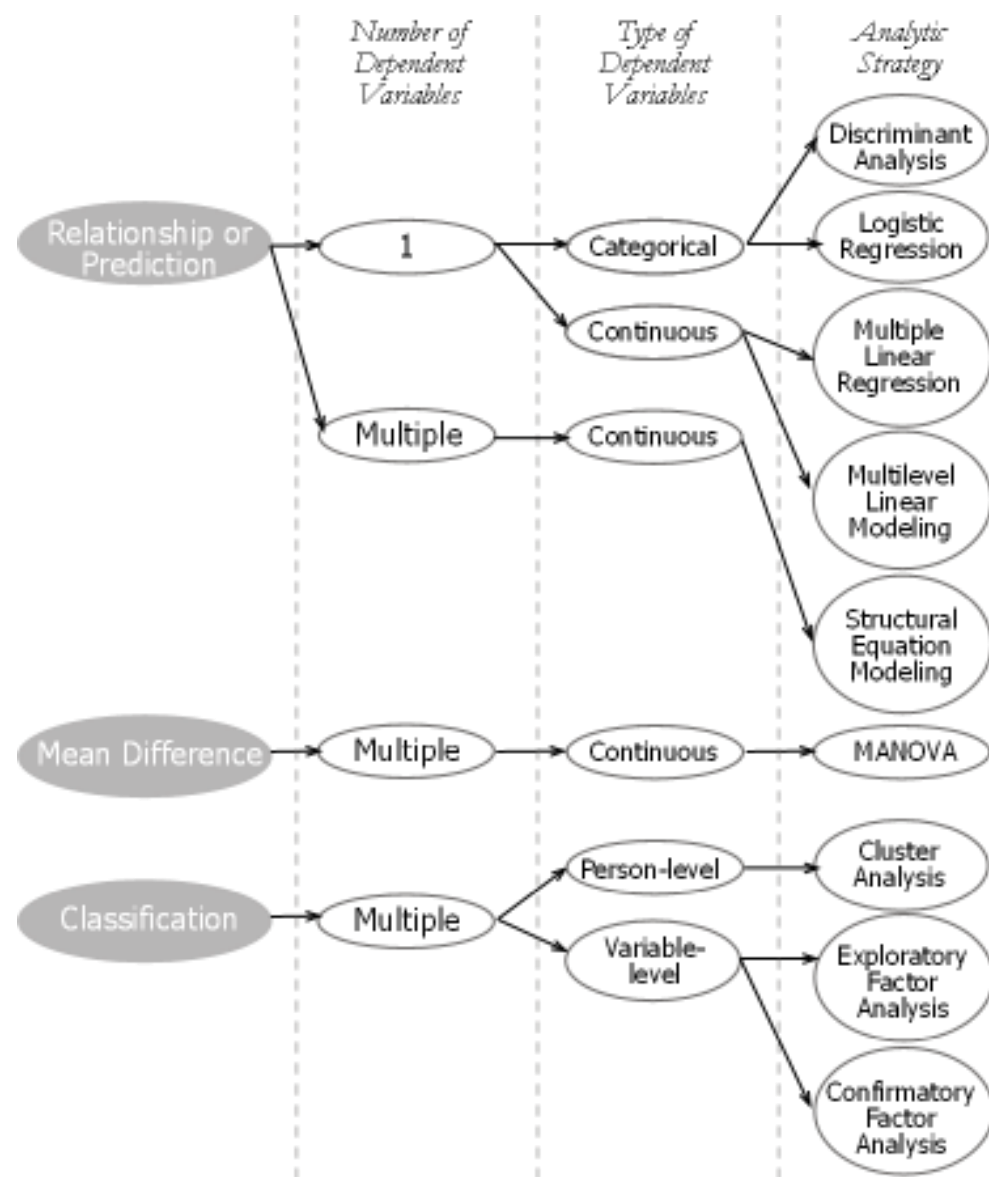 Number of
Dependent
Variables
Type of
Dependent
Variables
Analytic
Strategy
Discriminant
Analysis
Relationship or
Prediction
1
Categorical
Logistic
Regression
Continuous
Multiple
Linear
Regression
Multiple
Continuous
Multilevel
Linear
Modeling
Structural
Equation
Modeling
Mean Difference
Multiple
Continuous
MANOVA
Person-level
Cluster
Analysis
Classification
Multiple
Variable-
level
Exploratory
Factor
Analysis
Confirmatory
Factor
Analysis